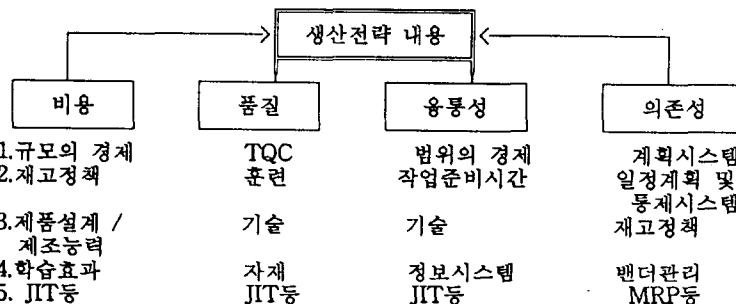 생산전략 내용
비용 품질 융통성 의존성
1.규모의 경제 TQC 범위의 경제 계획시스템
2.재고정책 훈련 작업준비시간 일정계획 및
통제시스템
3.제품설계 / 기술 기술 재고정책
제조능력
4.학습효과 자재 정보시스템 밴더관리
5. JIT등 JIT등 JIT등 MRP등